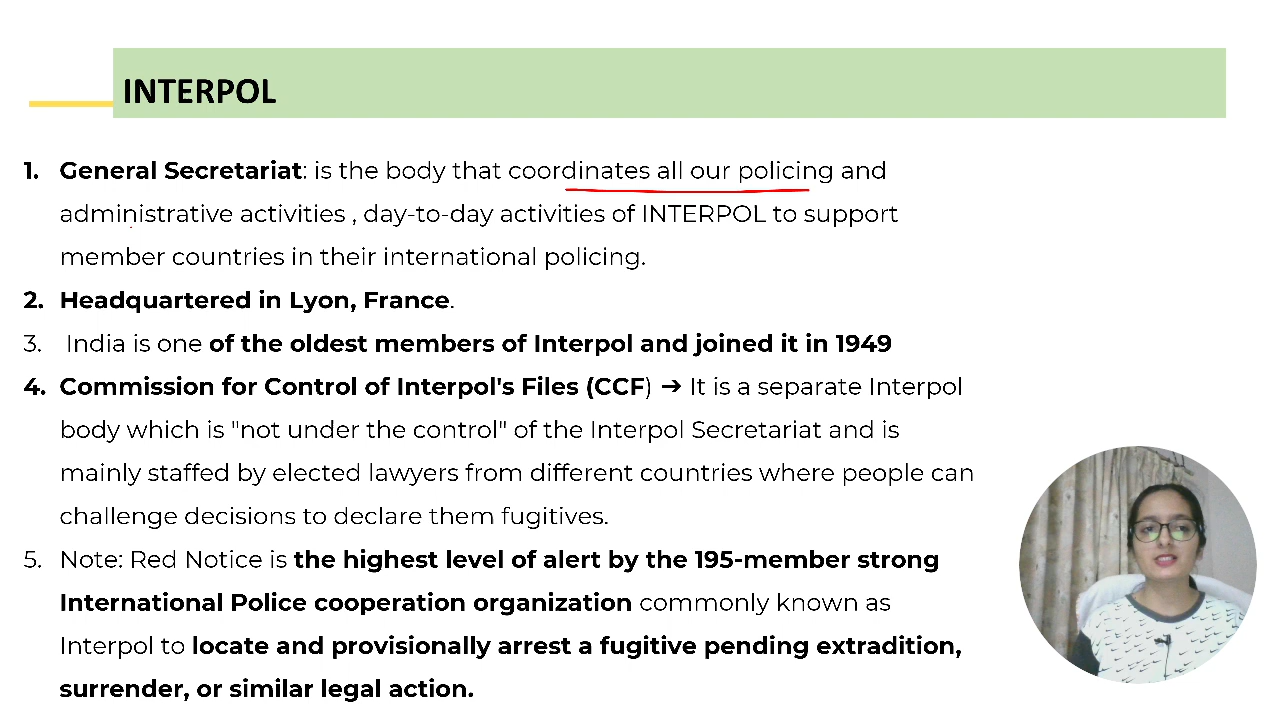 INTERPOL
1. General Secretariat: is the body that coordinates all our policing and
administrative activities , day-to-day activities of INTERPOL to support
member countries in their international policing.
2. Headquartered in Lyon, France.
3. India is one of the oldest members of Interpol and joined it in 1949
4. Commission for Control of Interpol's Files (CCF) ➔ It is a separate Interpol
body which is "not under the control" of the Interpol Secretariat and is
mainly staffed by elected lawyers from different countries where people can
challenge decisions to declare them fugitives.
5. Note: Red Notice is the highest level of alert by the 195-member strong
International Police cooperation organization commonly known as
Interpol to locate and provisionally arrest a fugitive pending extradition,
surrender, or similar legal action.